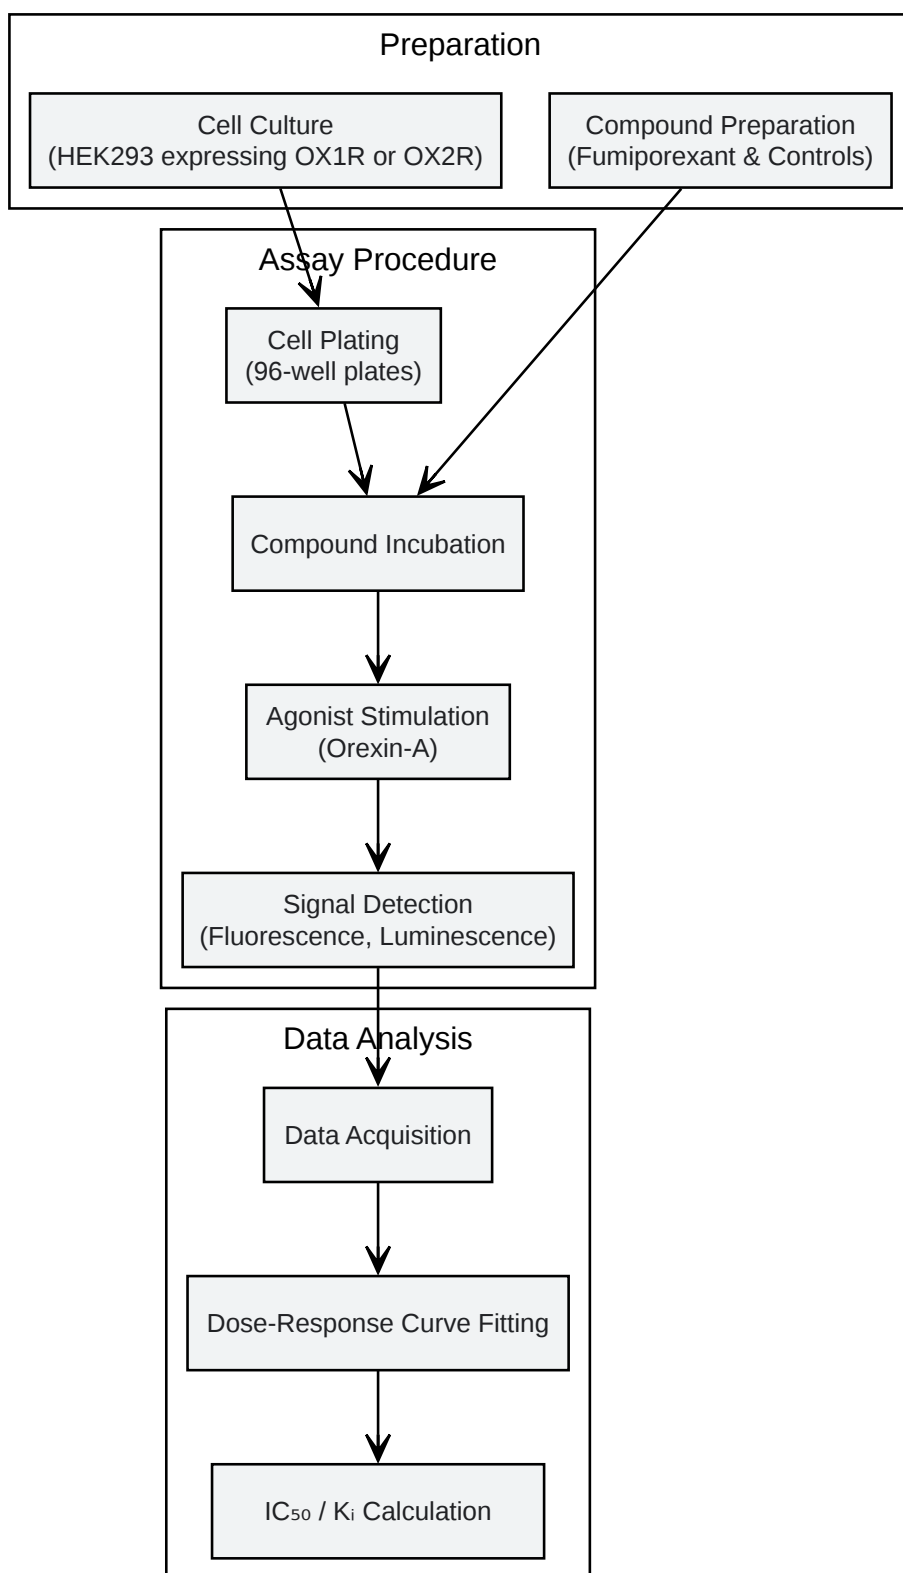 Preparation
Cell Culture
(HEK293 expressing OX1R or OX2R)
Compound Preparation
(Fumiporexant & Controls)
Assay Procedure
Cell Plating
(96-well plates)
Compound Incubation
Agonist Stimulation
(Orexin-A)
Signal Detection
(Fluorescence, Luminescence)
Data Analysis
Data Acquisition
Dose-Response Curve Fitting
IC₅₀ / Kᵢ Calculation